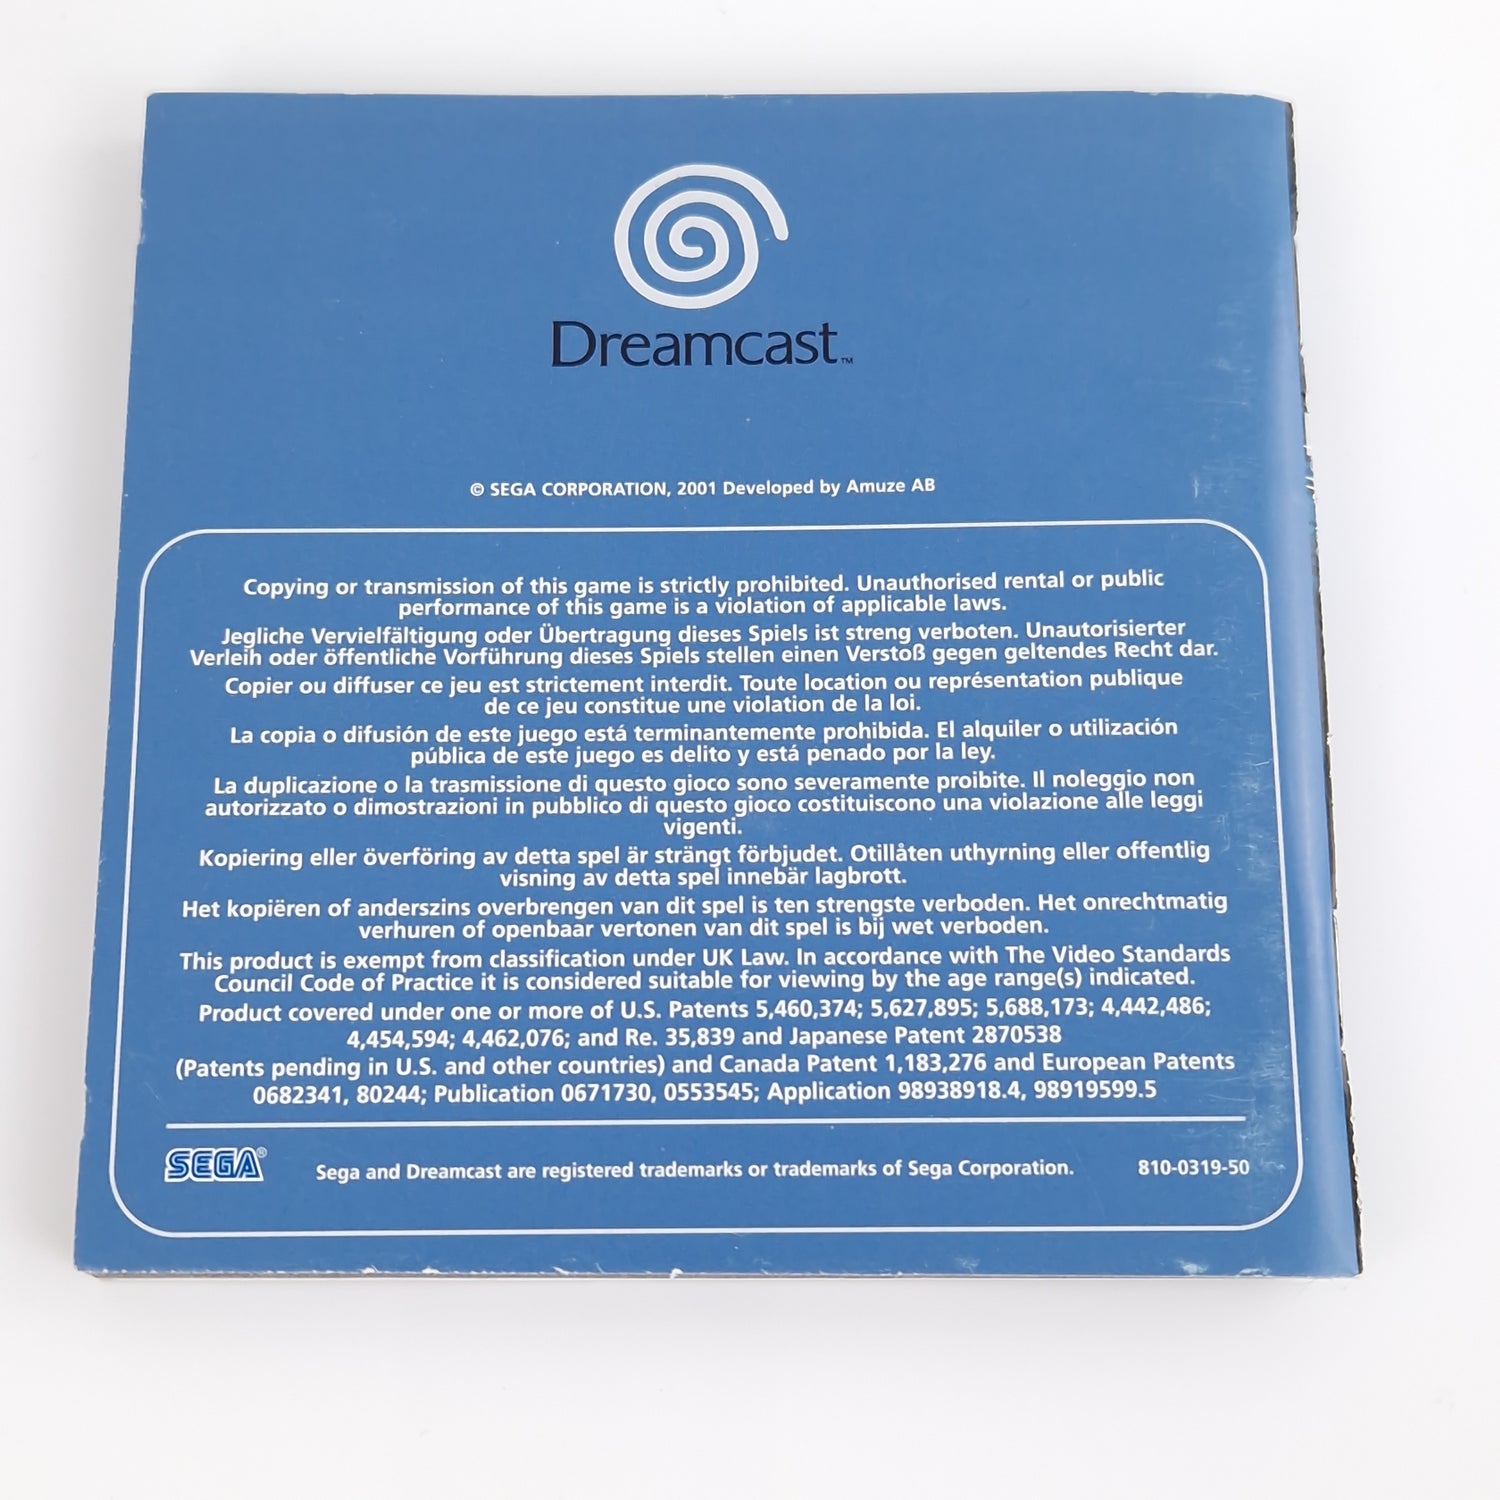 Dreamcast™
© SEGA CORPORATION, 2001 Developed by Amuze AB
Copying or transmission of this game is strictly prohibited. Unauthorised rental or public
performance of this game is a violation of applicable laws.
Jegliche Vervielfältigung oder Übertragung dieses Spiels ist streng verboten. Unautorisierter
Verleih oder öffentliche Vorführung dieses Spiels stellen einen Verstoß gegen geltendes Recht dar.
Copier ou diffuser ce jeu est strictement interdit. Toute location ou représentation publique
de ce jeu constitue une violation de la loi.
La copia o difusión de este juego está terminantemente prohibida. El alquiler o utilización
pública de este juego es delito y está penado por la ley.
La duplicazione o la trasmissione di questo gioco sono severamente proibite. Il noleggio non
autorizzato o dimostrazioni in pubblico di questo gioco costituiscono una violazione alle leggi
vigenti.
Kopiering eller överföring av detta spel är strängt förbjudet. Otillåten uthyrning eller offentlig
visning av detta spel innebär lagbrott.
Het kopiëren of anderszins overbrengen van dit spel is ten strengste verboden. Het onrechtmatig
verhuren of openbaar vertonen van dit spel is bij wet verboden.
This product is exempt from classification under UK Law. In accordance with The Video Standards
Council Code of Practice it is considered suitable for viewing by the age range(s) indicated.
Product covered under one or more of U.S. Patents 5,460,374; 5,627,895; 5,688,173; 4,442,486;
4,454,594; 4,462,076; and Re. 35,839 and Japanese Patent 2870538
(Patents pending in U.S. and other countries) and Canada Patent 1,183,276 and European Patents
0682341, 80244; Publication 0671730, 0553545; Application 98938918.4, 98919599.5
SEGA® Sega and Dreamcast are registered trademarks or trademarks of Sega Corporation. 810-0319-50